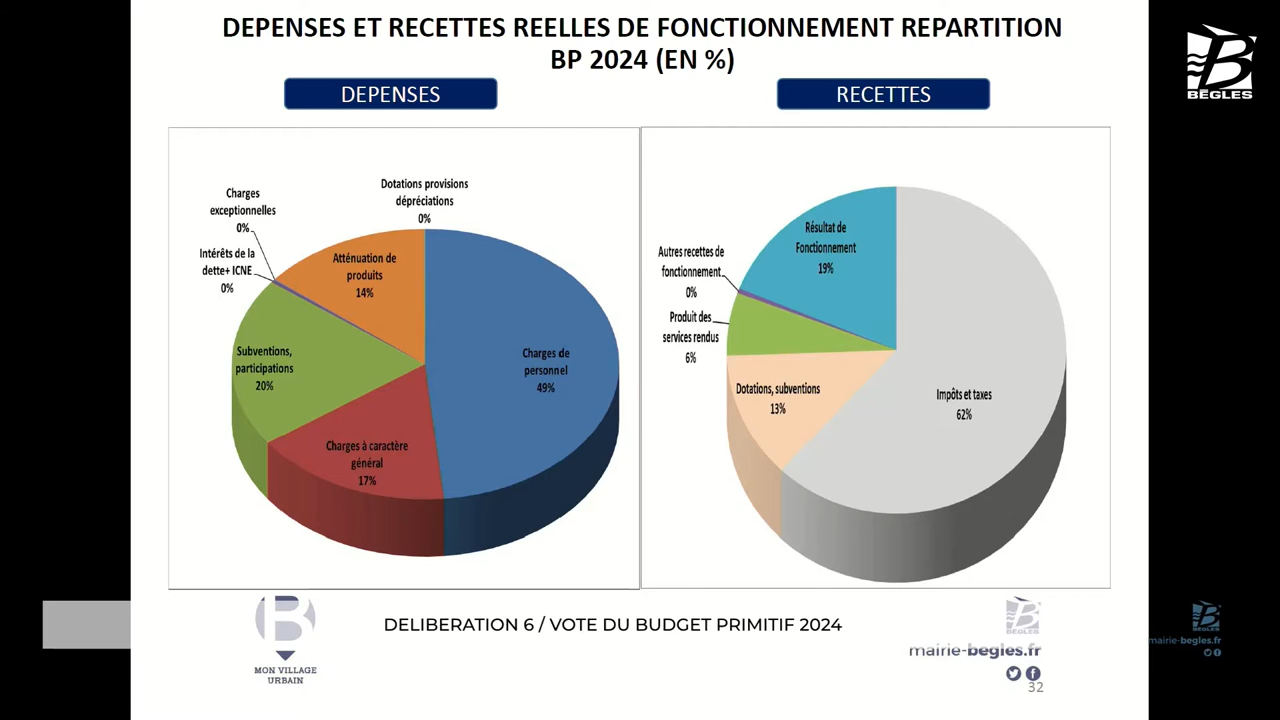 DEPENSES ET RECETTES REELLES DE FONCTIONNEMENT REPARTITION
BP 2024 (EN %)
B
BEGLES
DEPENSES
RECETTES
Dotations provisions
dépréciations
0%
Charges
exceptionnelles
0%
Intérêts de la
dette+ ICNE
0%
Atténuation de
produits
14%
Subventions,
participations
20%
Charges de
personnel
49%
Charges à caractère
général
17%
Résultat de
Fonctionnement
19%
Autres recettes de
fonctionnement
0%
Produit des
services rendus
6%
Dotations, subventions
13%
Impôts et taxes
62%
B
MON VILLAGE
URBAIN
DELIBERATION 6 / VOTE DU BUDGET PRIMITIF 2024
B
BEGLES
mairie-begles.fr
32
B
BEGLES
mairie-begles.fr